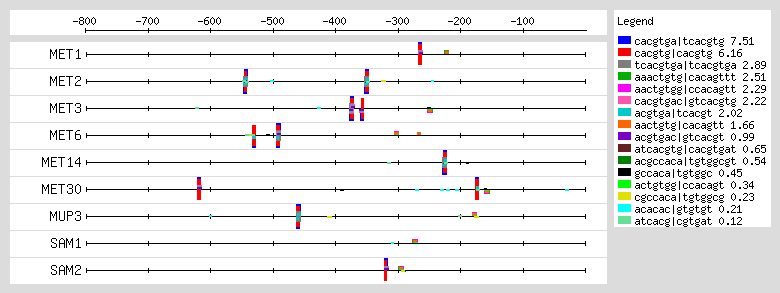 -800 -700 -600 -500 -400 -300 -200 -100
MET1
MET2
MET3
MET6
MET14
MET30
MUP3
SAM1
SAM2
Legend
cacgtga|tcacgtg 7.51
cacgtg|cacgtg 6.16
tcacgtga|tcacgtga 2.89
aaactgtg|cacagttt 2.51
aactgtgg|ccacagtt 2.29
cacgtgac|gtcacgtg 2.22
acgtga|tcacgt 2.02
aactgtg|cacagtt 1.66
acgtgac|gtcacgt 0.99
atcacgtg|cacgtgat 0.65
acgccaca|tgtggcgt 0.54
gccaca|tgtggc 0.45
actgtgg|ccacagt 0.34
cgccaca|tgtggcg 0.23
acacac|gtgtgt 0.21
atcacg|cgtgat 0.12